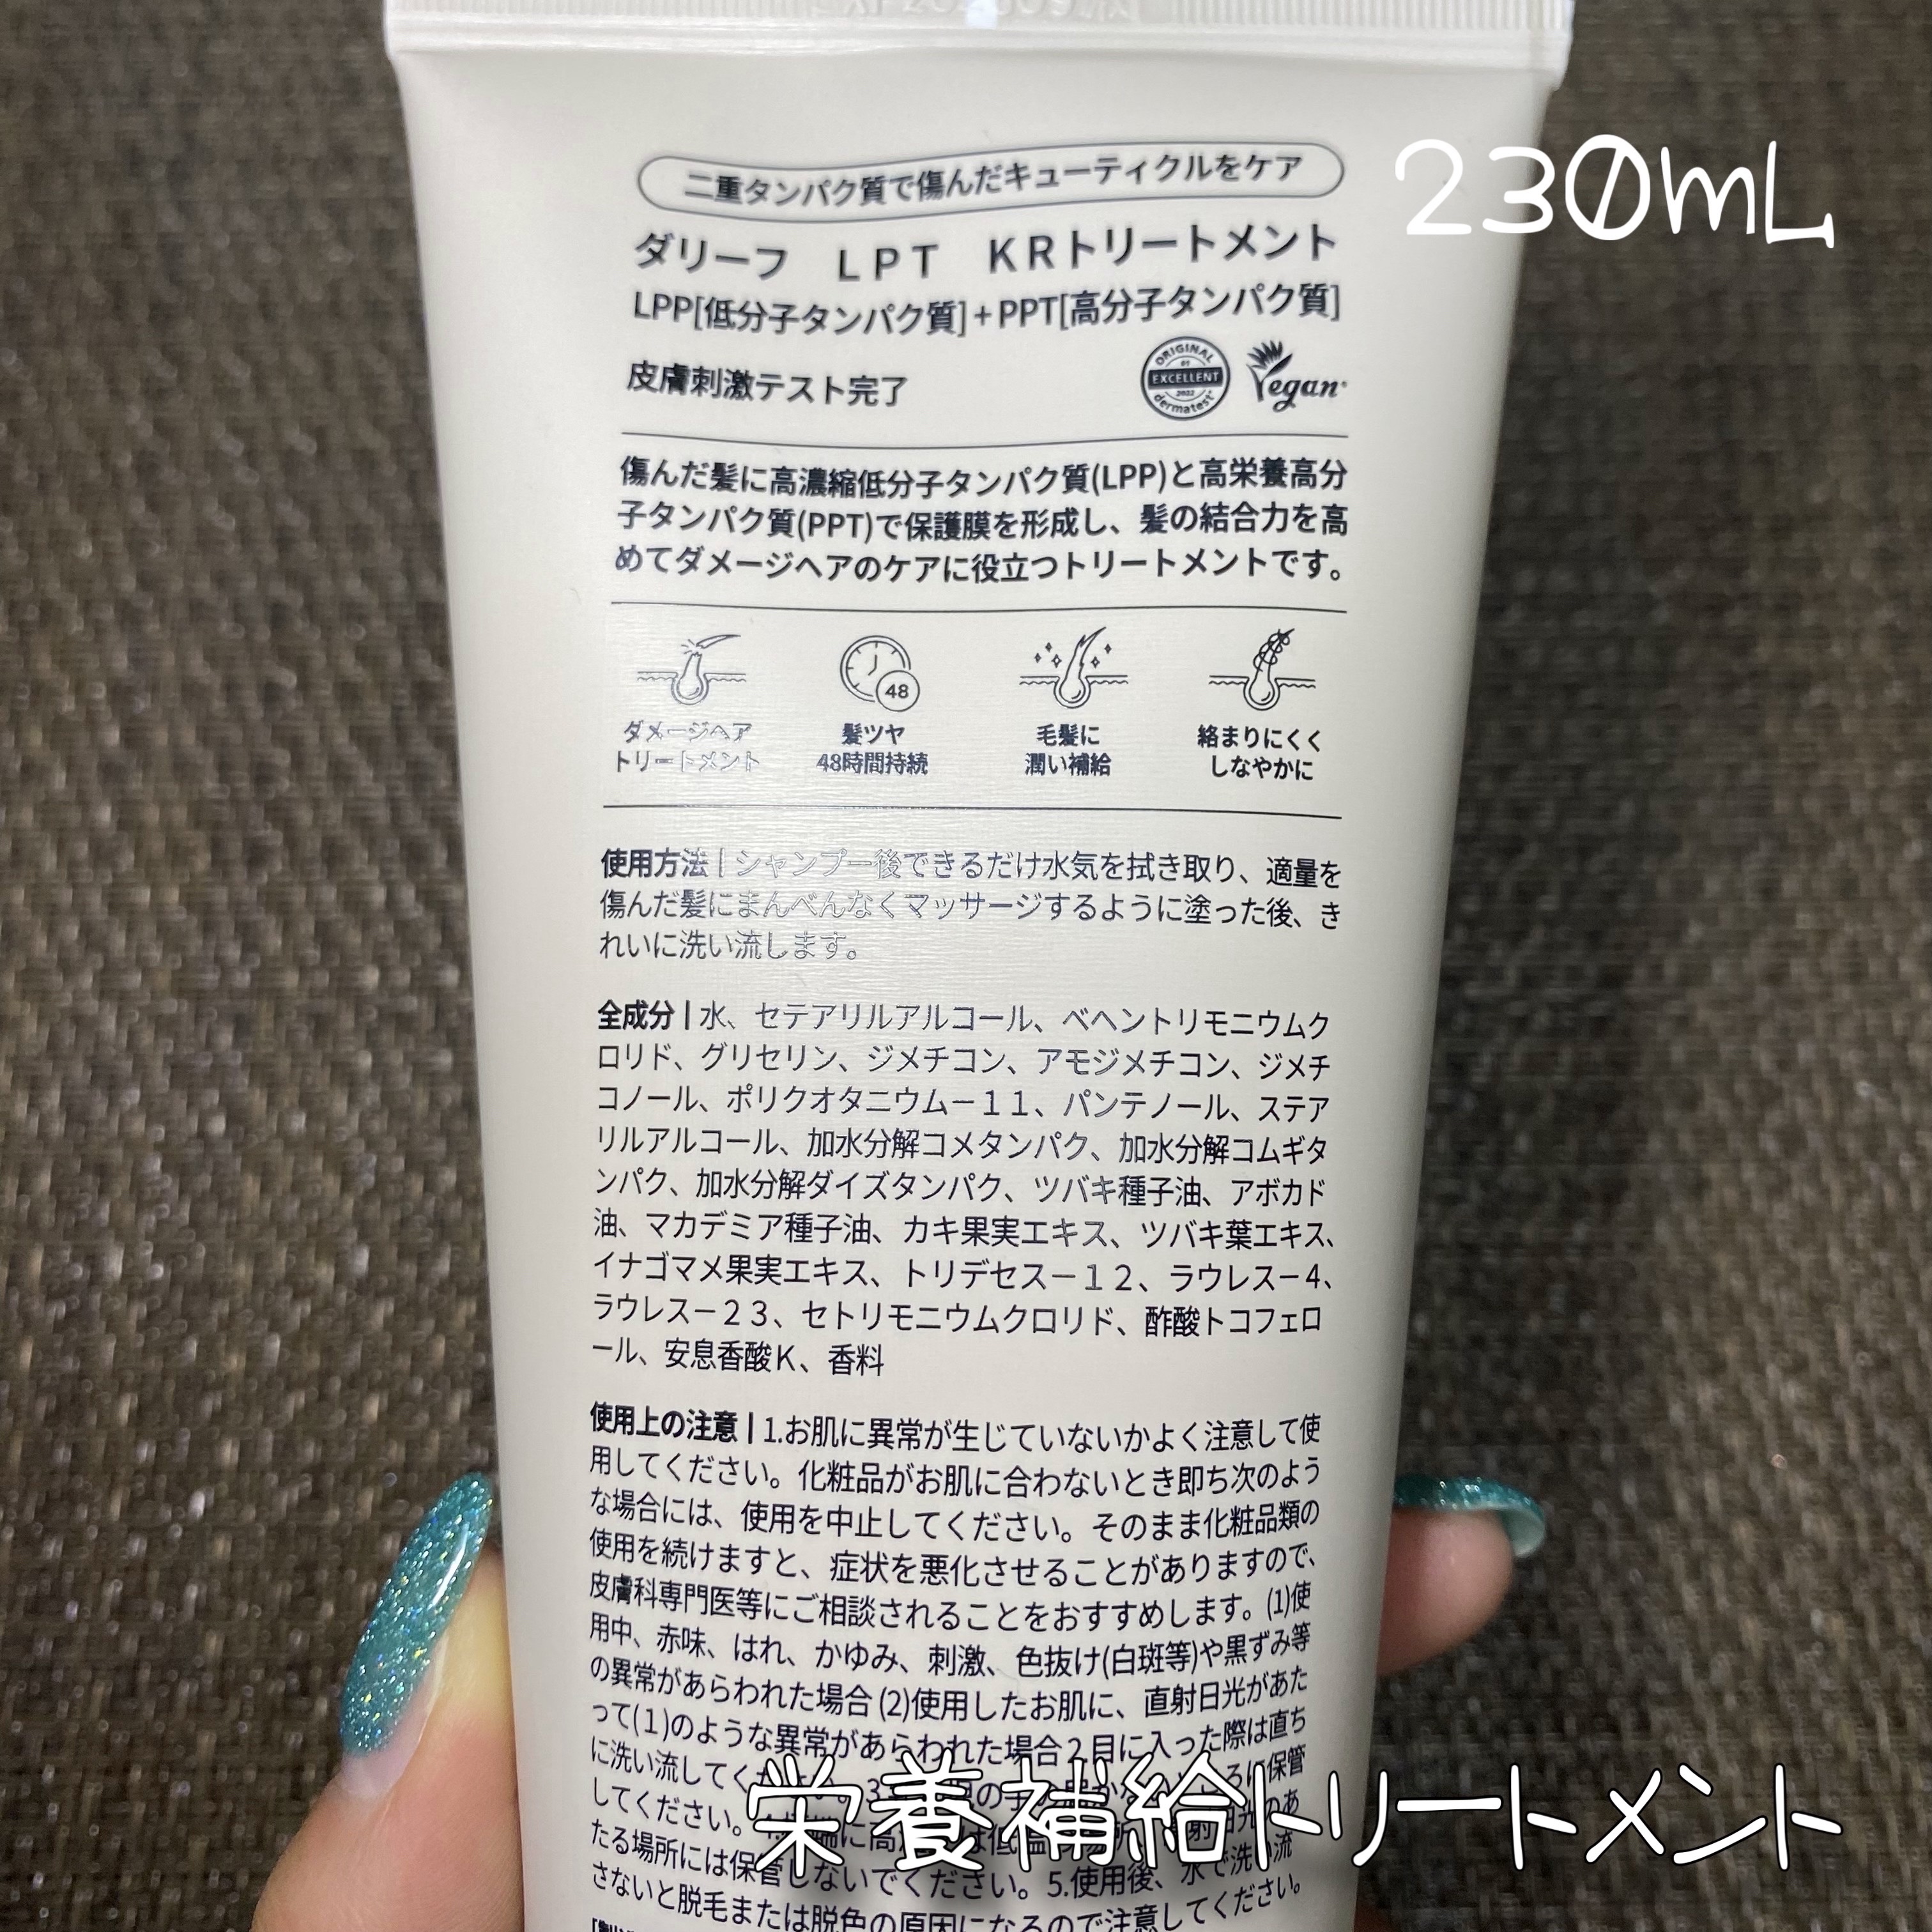 230mL
二重タンパク質で傷んだキューティクルをケア
ダリーフ　LPT　KRトリートメント
LPP[低分子タンパク質]+PPT[高分子タンパク質]
皮膚刺激テスト完了
ORIGINAL
EXCELLENT
dermatest
Vegan
傷んだ髪に高濃縮低分子タンパク質(LPP)と高栄養高分
子タンパク質(PPT)で保護膜を形成し、髪の結合力を高
めてダメージヘアのケアに役立つトリートメントです。
48
ダメージヘア
トリートメント
髪ツヤ
48時間持続
毛髪に
潤い補給
絡まりにくく
しなやかに
使用方法|シャンプー後できるだけ水気を拭き取り、適量を
傷んだ髪にまんべんなくマッサージするように塗った後、き
れいに洗い流します。
全成分|水、セテアリルアルコール、ベヘントリモニウムク
ロリド、グリセリン、ジメチコン、アモジメチコン、ジメチ
コノール、ポリクオタニウムー11、パンテノール、ステア
リルアルコール、加水分解コメタンパク、加水分解コムギタ
ンパク、加水分解ダイズタンパク、ツバキ種子油、アボカド
油、マカデミア種子油、カキ果実エキス、ツバキ葉エキス、
イナゴマメ果実エキス、トリデセスー12、ラウレスー4、
ラウレスー23、セトリモニウムクロリド、酢酸トコフェロ
ール、安息香酸K、香料
使用上の注意|1.お肌に異常が生じていないかよく注意して使
用してください。化粧品がお肌に合わないとき即ち次のよう
な場合には、使用を中止してください。そのまま化粧品類の
使用を続けますと、症状を悪化させることがありますので、
皮膚科専門医等にご相談されることをおすすめします。(1)使
用中、赤味、はれ、かゆみ、刺激、色抜け(白斑等)や黒ずみ等
の異常があらわれた場合(2)使用したお肌に、直射日光があた
って(1)のような異常があらわれた場合2.目に入った際は直ち
に洗い流してく 3. の 保管
してください。 に は低 の あ
たる場所には保管しないでください。5.使用後、水で洗い流
さないと脱毛または脱色の原因になるので注意してください。
栄養補給トリートメント